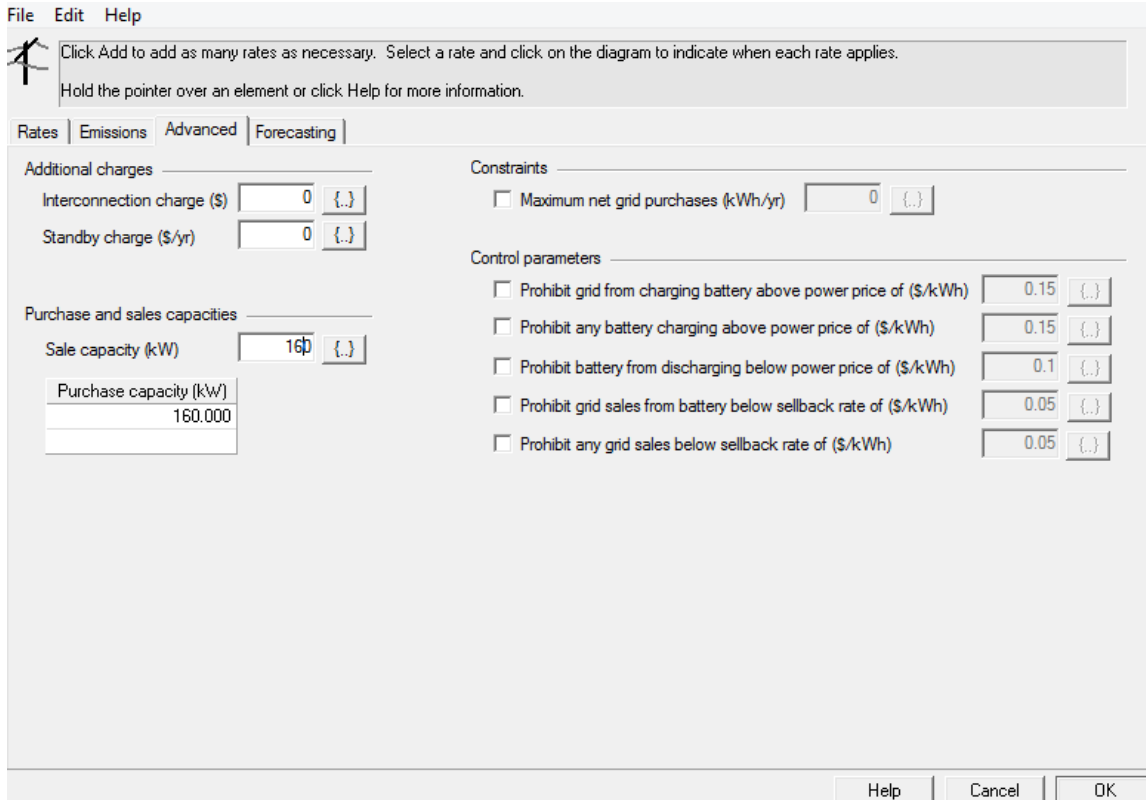 File Edit Help
Click Add to add as many rates as necessary. Select a rate and click on the diagram to indicate when each rate applies.
Hold the pointer over an element or click Help for more information.
Rates Emissions Advanced Forecasting
Additional charges
Interconnection charge ($) 0 {..}
Standby charge ($/yr) 0 {..}
Purchase and sales capacities
Sale capacity (kW) 160 {..}
Purchase capacity (kW)
160.000
Constraints
Maximum net grid purchases (kWh/yr) 0 {..}
Control parameters
Prohibit grid from charging battery above power price of ($/kWh) 0.15 {..}
Prohibit any battery charging above power price of ($/kWh) 0.15 {..}
Prohibit battery from discharging below power price of ($/kWh) 0.1 {..}
Prohibit grid sales from battery below sellback rate of ($/kWh) 0.05 {..}
Prohibit any grid sales below sellback rate of ($/kWh) 0.05 {..}
Help Cancel OK